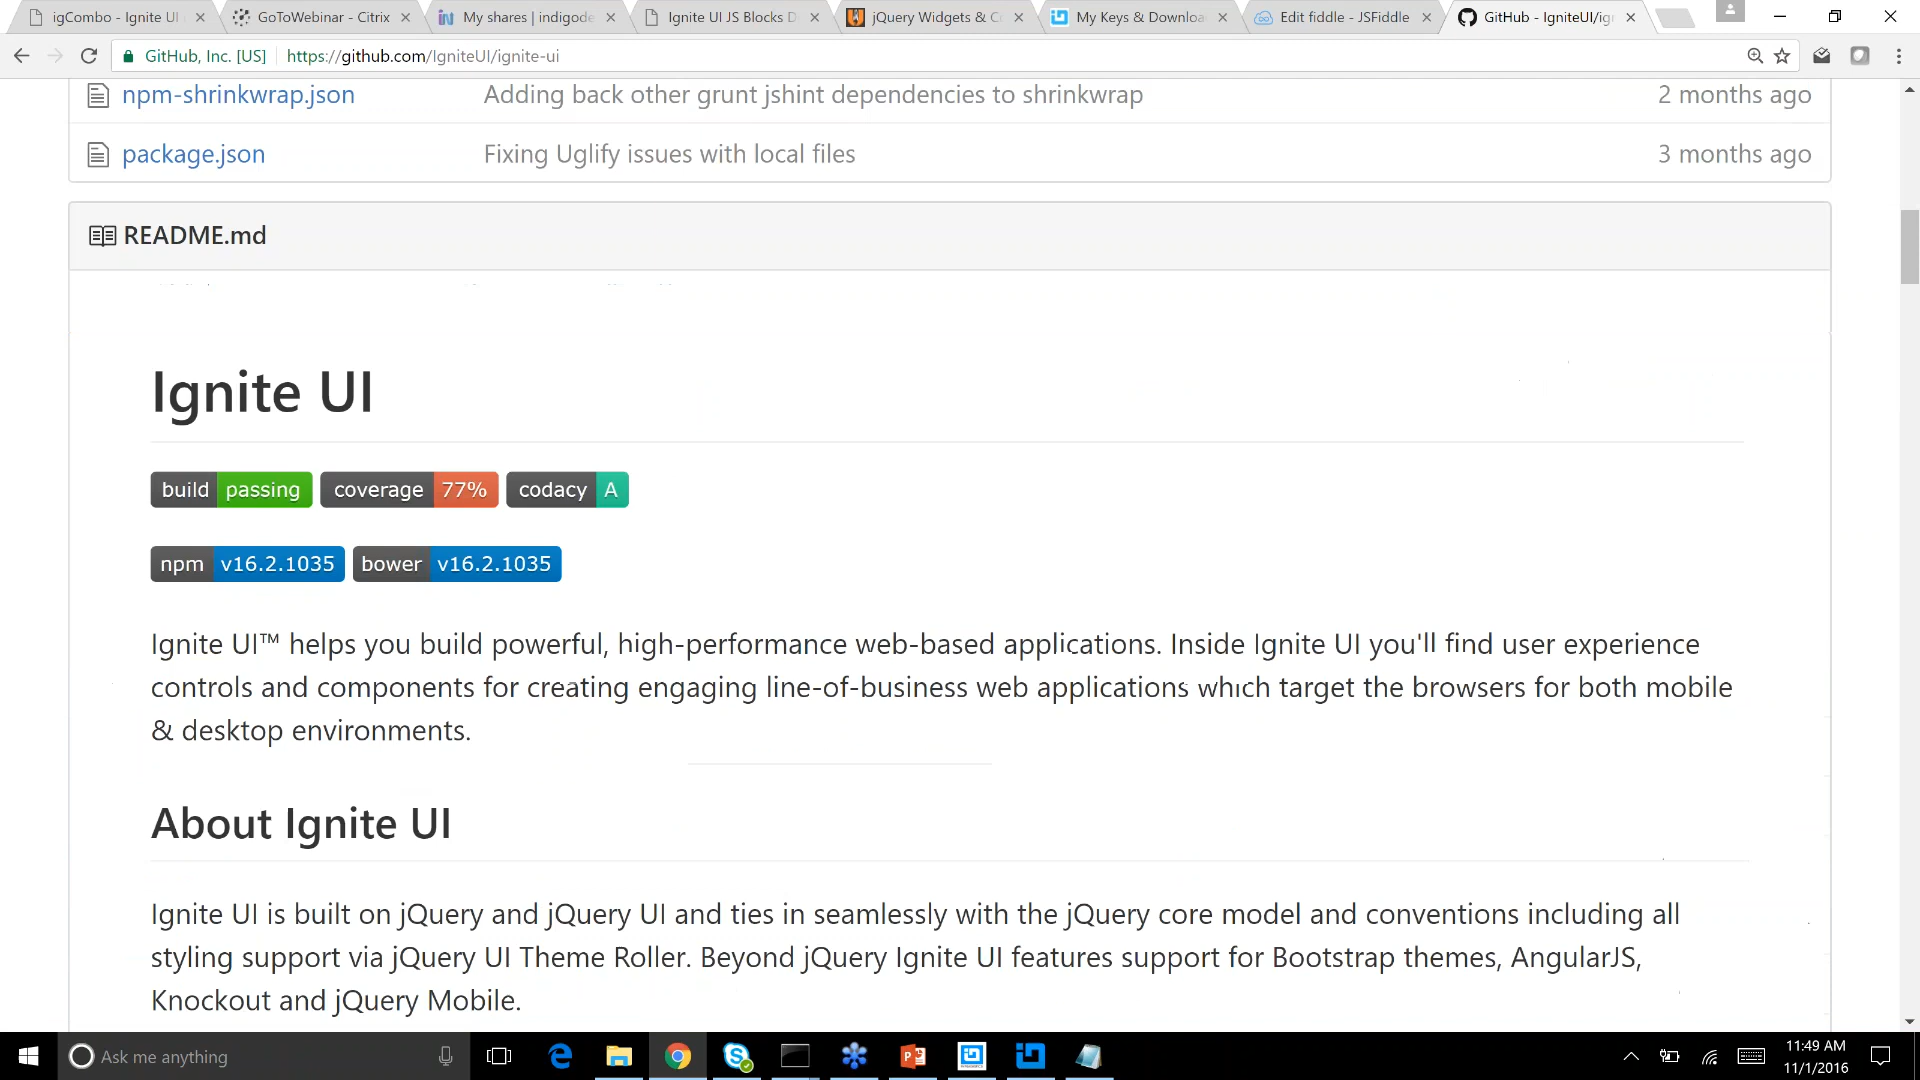 igCombo - Ignite UI
GoToWebinar - Citrix
My shares | indigode
Ignite UI JS Blocks D
jQuery Widgets & C
My Keys & Downloa
Edit fiddle - JSFiddle
GitHub - IgniteUI/ig
GitHub, Inc. [US] https://github.com/IgniteUI/ignite-ui
npm-shrinkwrap.json Adding back other grunt jshint dependencies to shrinkwrap 2 months ago
package.json Fixing Uglify issues with local files 3 months ago
README.md
Ignite UI
build passing coverage 77% codacy A
npm v16.2.1035 bower v16.2.1035
Ignite UI™ helps you build powerful, high-performance web-based applications. Inside Ignite UI you'll find user experience
controls and components for creating engaging line-of-business web applications which target the browsers for both mobile
& desktop environments.
About Ignite UI
Ignite UI is built on jQuery and jQuery UI and ties in seamlessly with the jQuery core model and conventions including all
styling support via jQuery UI Theme Roller. Beyond jQuery Ignite UI features support for Bootstrap themes, AngularJS,
Knockout and jQuery Mobile.
Ask me anything
11:49 AM
11/1/2016